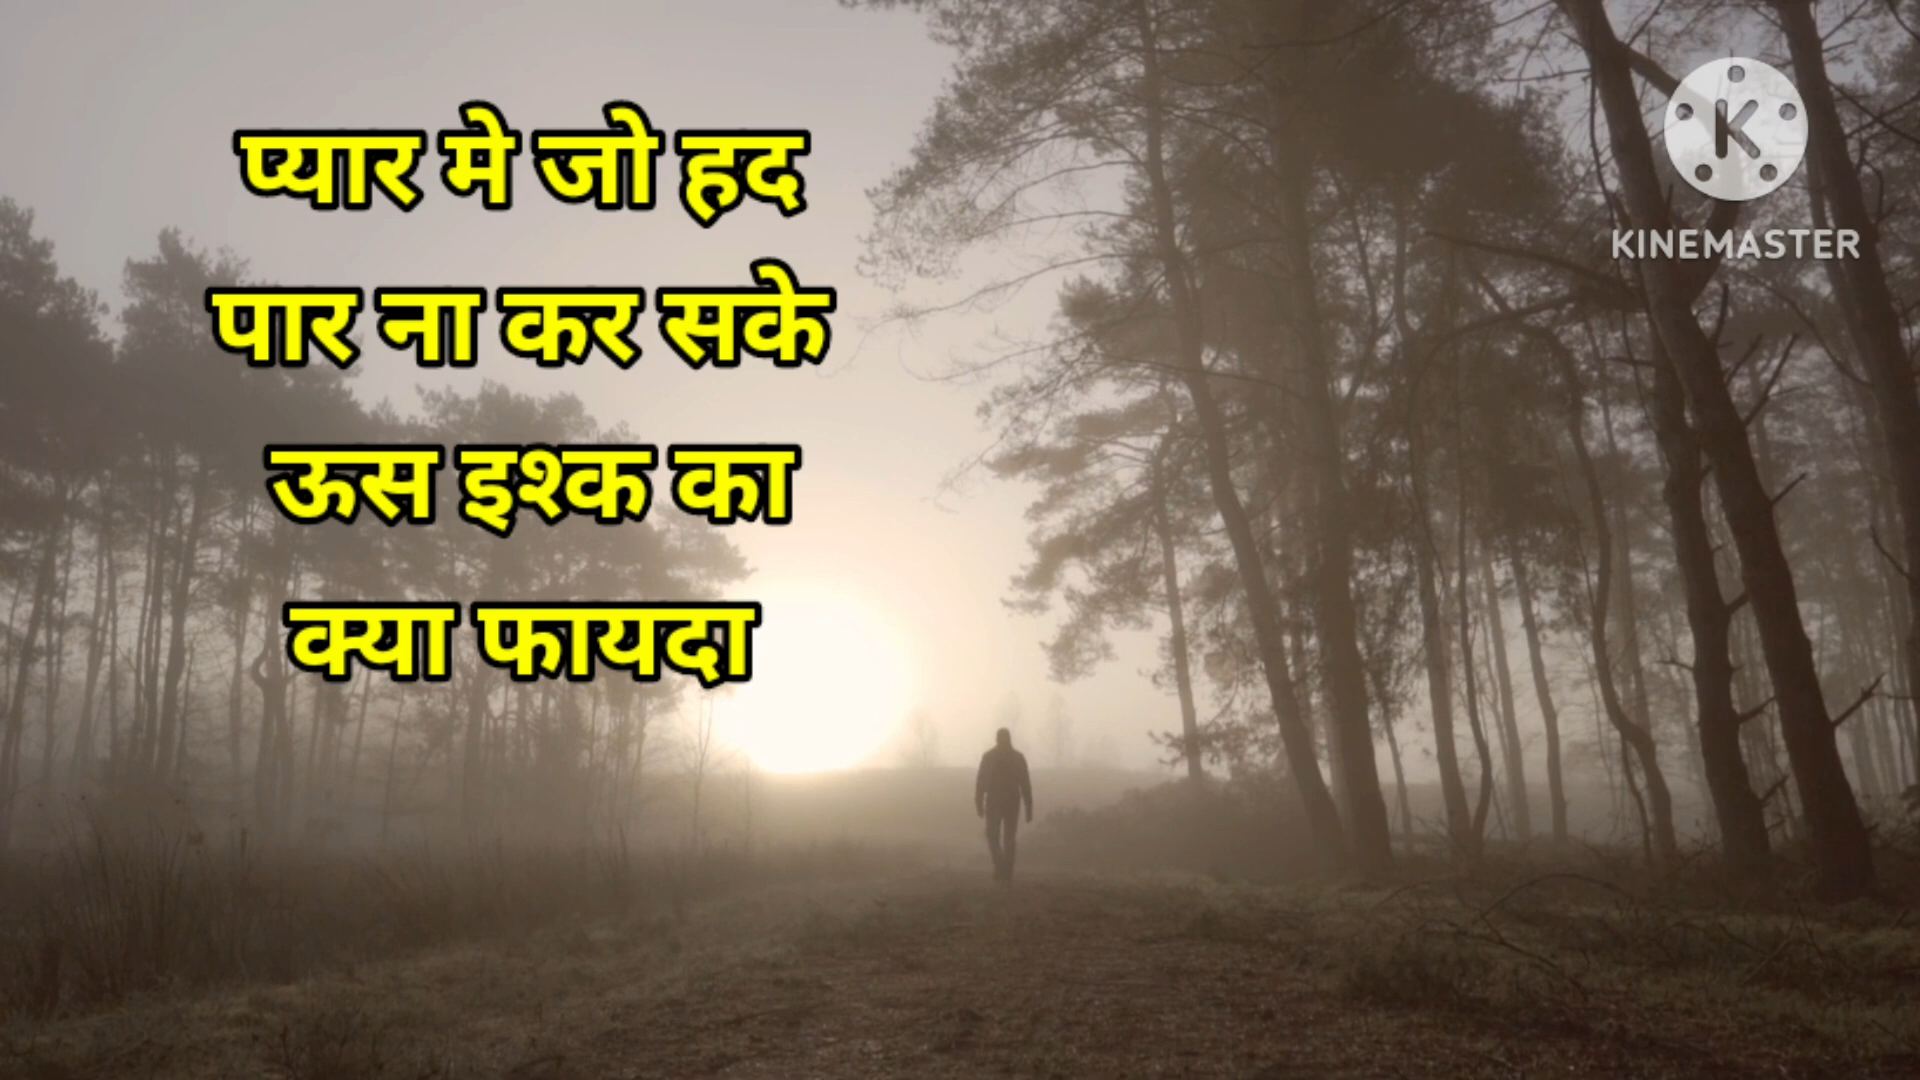 प्यार मे जो हद
पार ना कर सके
ऊस इश्क का
क्या फायदा
K
KINEMASTER